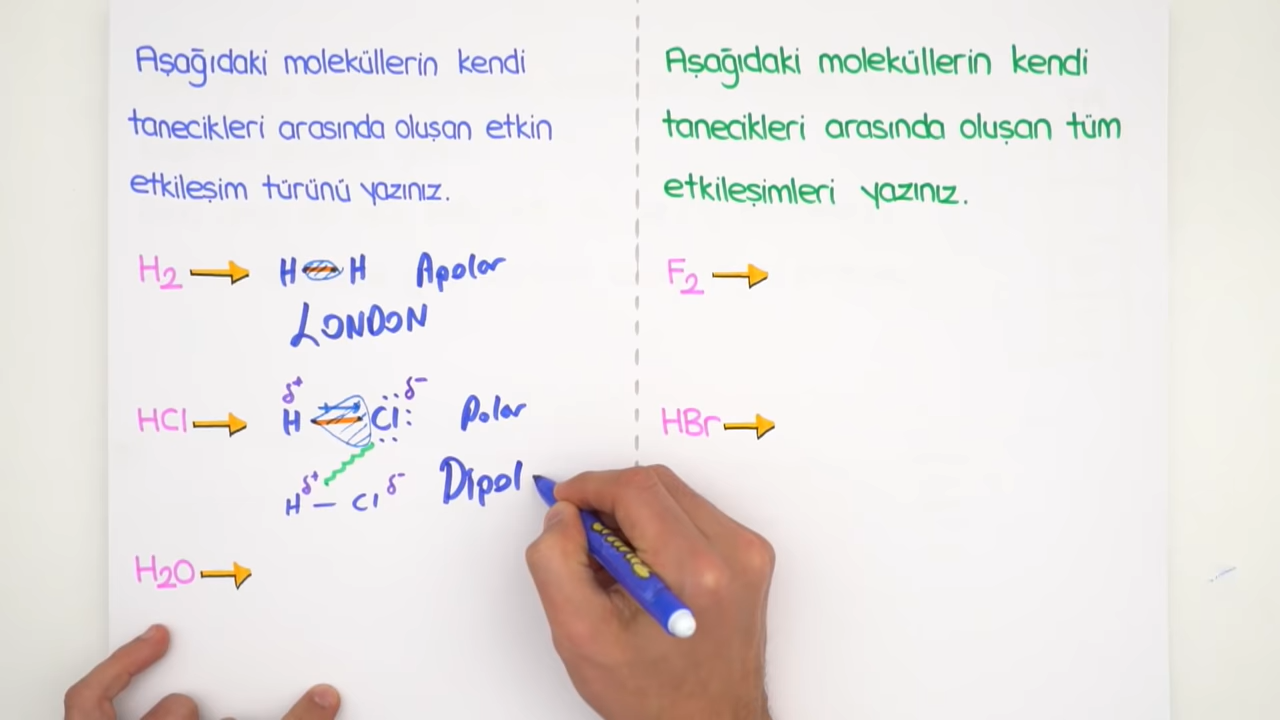 Aşağıdaki moleküllerin kendi
tanecikleri arasında oluşan etkin
etkileşim türünü yazınız.
H2 → H H Apolar
LONDON
δ+ δ-
HCl → H Cl Polar
δ+ δ-
H – Cl Dipol
H2O →
Aşağıdaki moleküllerin kendi
tanecikleri arasında oluşan tüm
etkileşimleri yazınız.
F2 →
HBr →